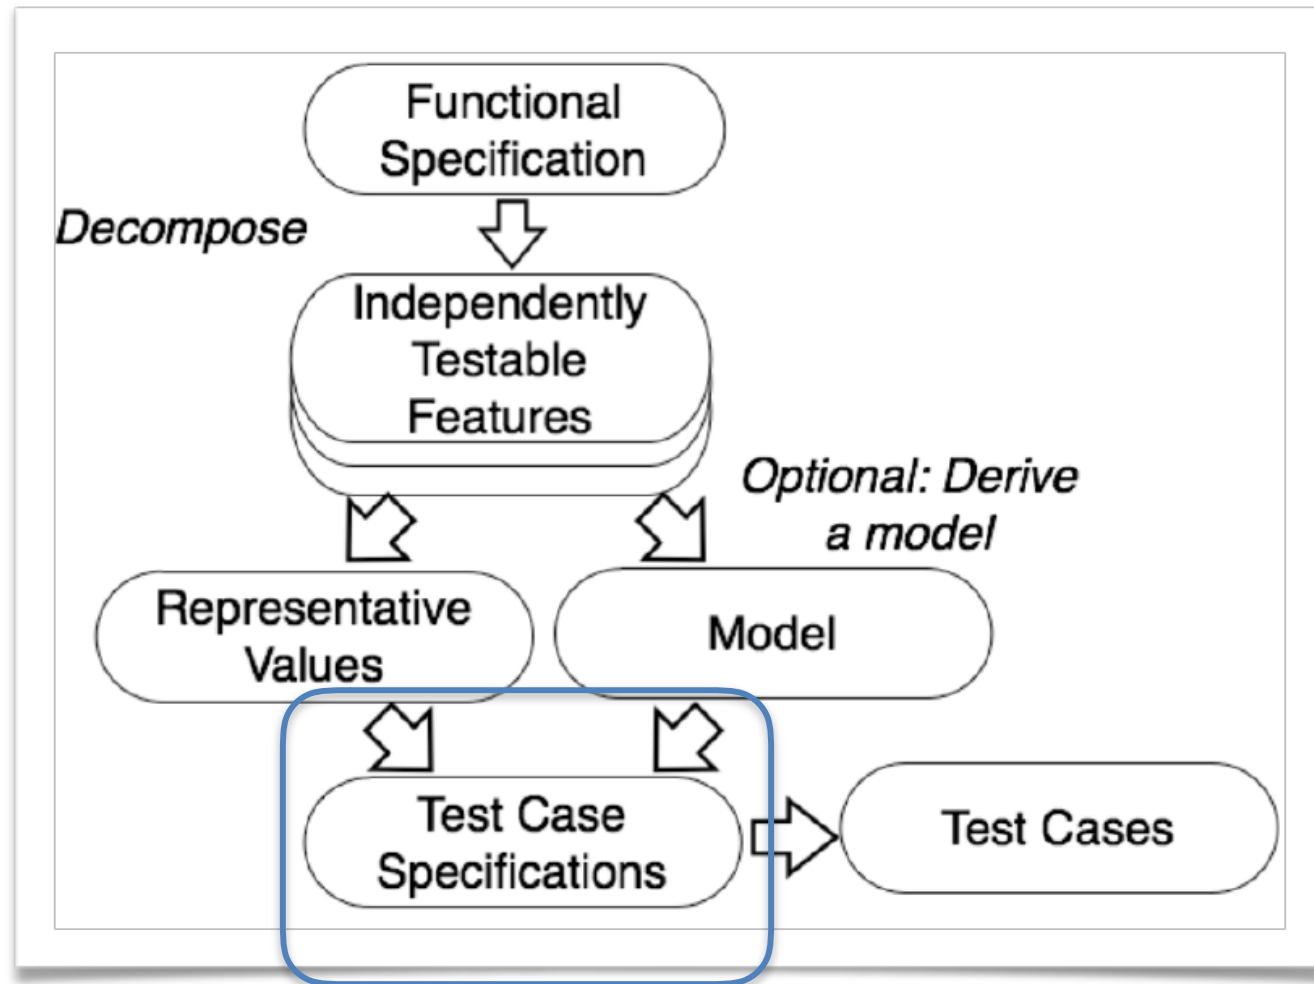 Functional
Specification
Decompose
Independently
Testable
Features
Optional: Derive
a model
Representative
Values
Model
Test Case
Specifications
Test Cases